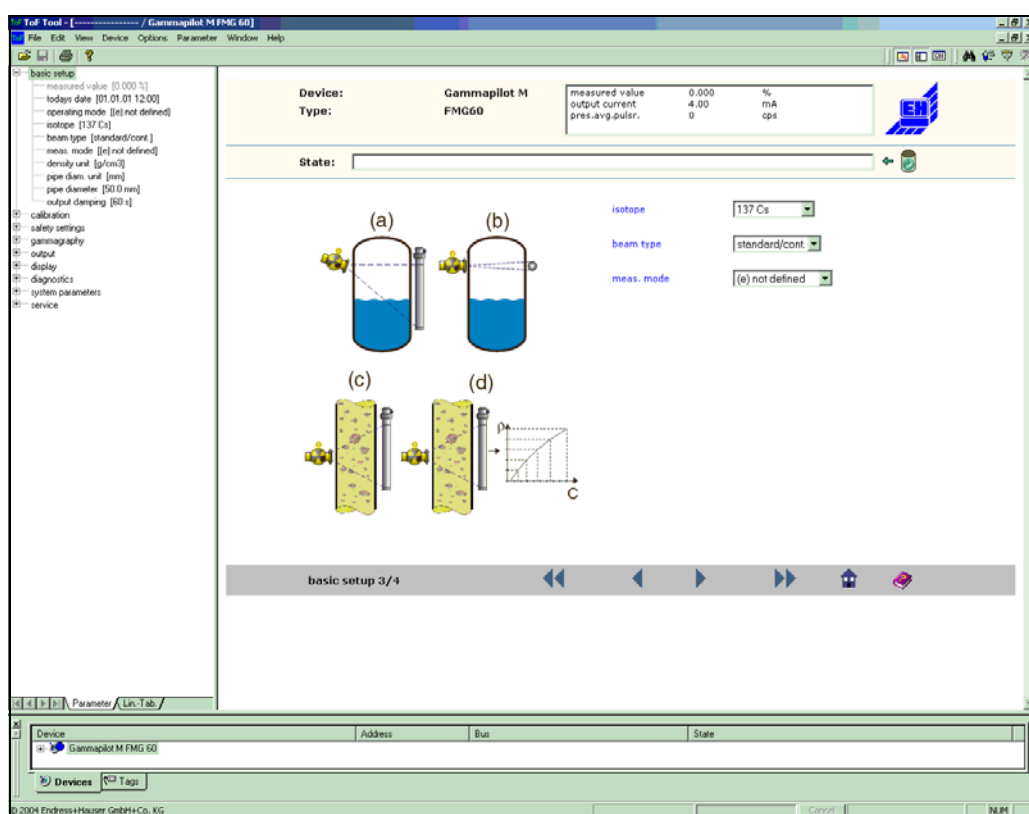 ToF Tool - [---------------- / Gammapilot M FMG 60]
File Edit View Device Options Parameter Window Help
basic setup
measured value [0.000 %]
todays date [01.01.01 12:00]
operating mode [(e) not defined]
isotope [137 Cs]
beam type [standard/cont.]
meas. mode [(e) not defined]
density unit [g/cm3]
pipe diam. unit [mm]
pipe diameter [50.0 mm]
output damping [60 s]
calibration
safety settings
gammagraphy
output
display
diagnostics
system parameters
service
Device: Gammapilot M
Type: FMG60
measured value 0.000 %
output current 4.00 mA
pres.avg.pulsr. 0 cps
EH
State:
(a) (b)
isotope 137 Cs
beam type standard/cont.
meas. mode (e) not defined
(c) (d)
ρ
C
basic setup 3/4
Parameter Lin.-Tab.
Device Address Bus State
Gammapilot M FMG 60
Devices Tags
© 2004 Endress+Hauser GmbH+Co. KG Cancel NUM